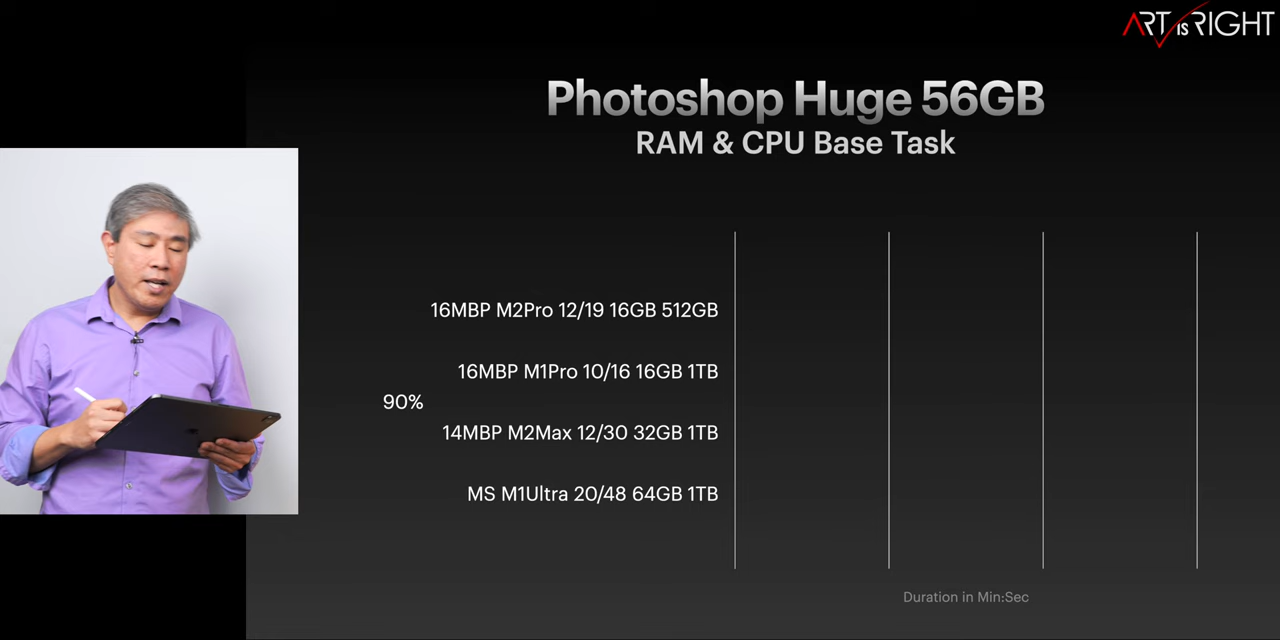 ART IS RIGHT
Photoshop Huge 56GB
RAM & CPU Base Task
16MBP M2Pro 12/19 16GB 512GB
16MBP M1Pro 10/16 16GB 1TB
90%
14MBP M2Max 12/30 32GB 1TB
MS M1Ultra 20/48 64GB 1TB
Duration in Min:Sec